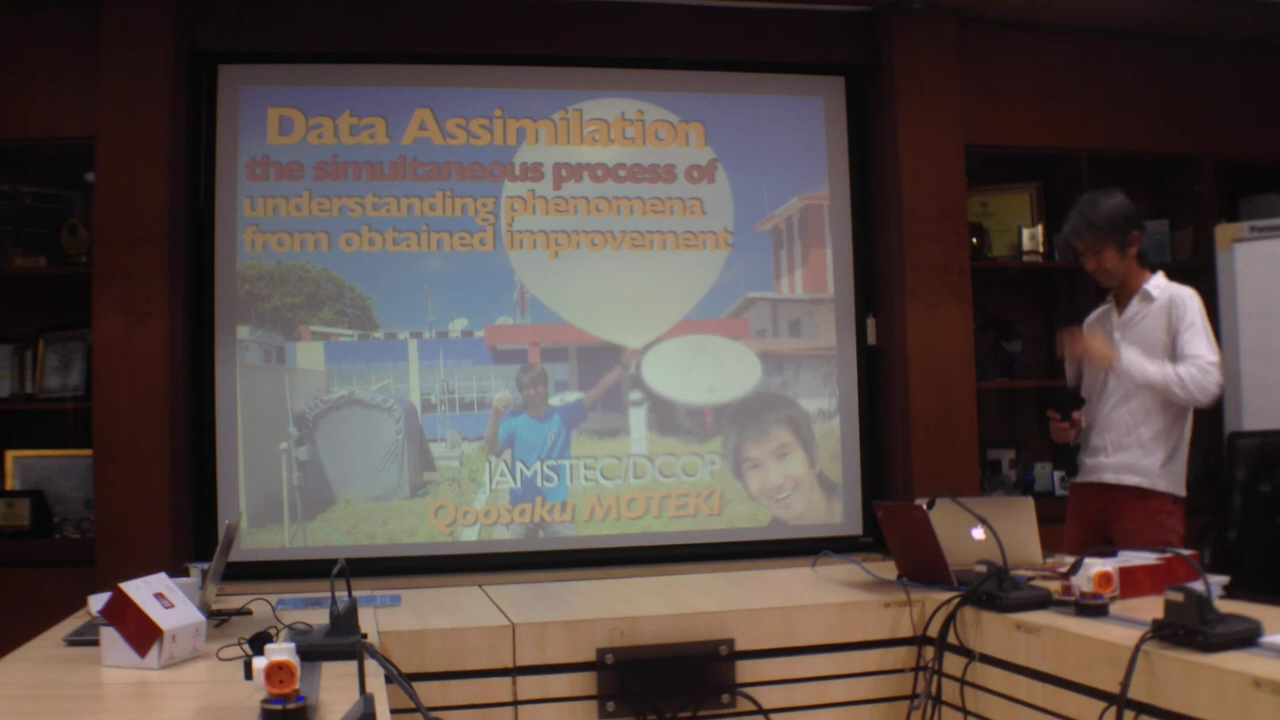 Data Assimilation
the simultaneous process of
understanding phenomena
from obtained improvement
JAMSTEC/DCOP
Qoosaku MOTEKI